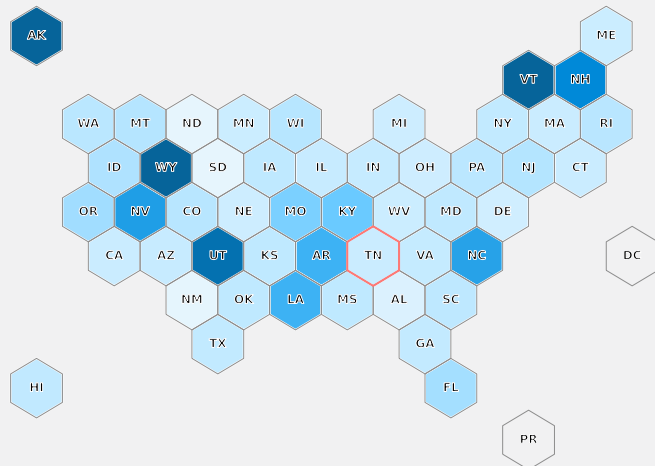 AK
ME
VT NH
WA MT ND MN WI MI NY MA RI
ID WY SD IA IL IN OH PA NJ CT
OR NV CO NE MO KY WV MD DE
CA AZ UT KS AR TN VA NC DC
NM OK LA MS AL SC
TX GA
HI FL
PR